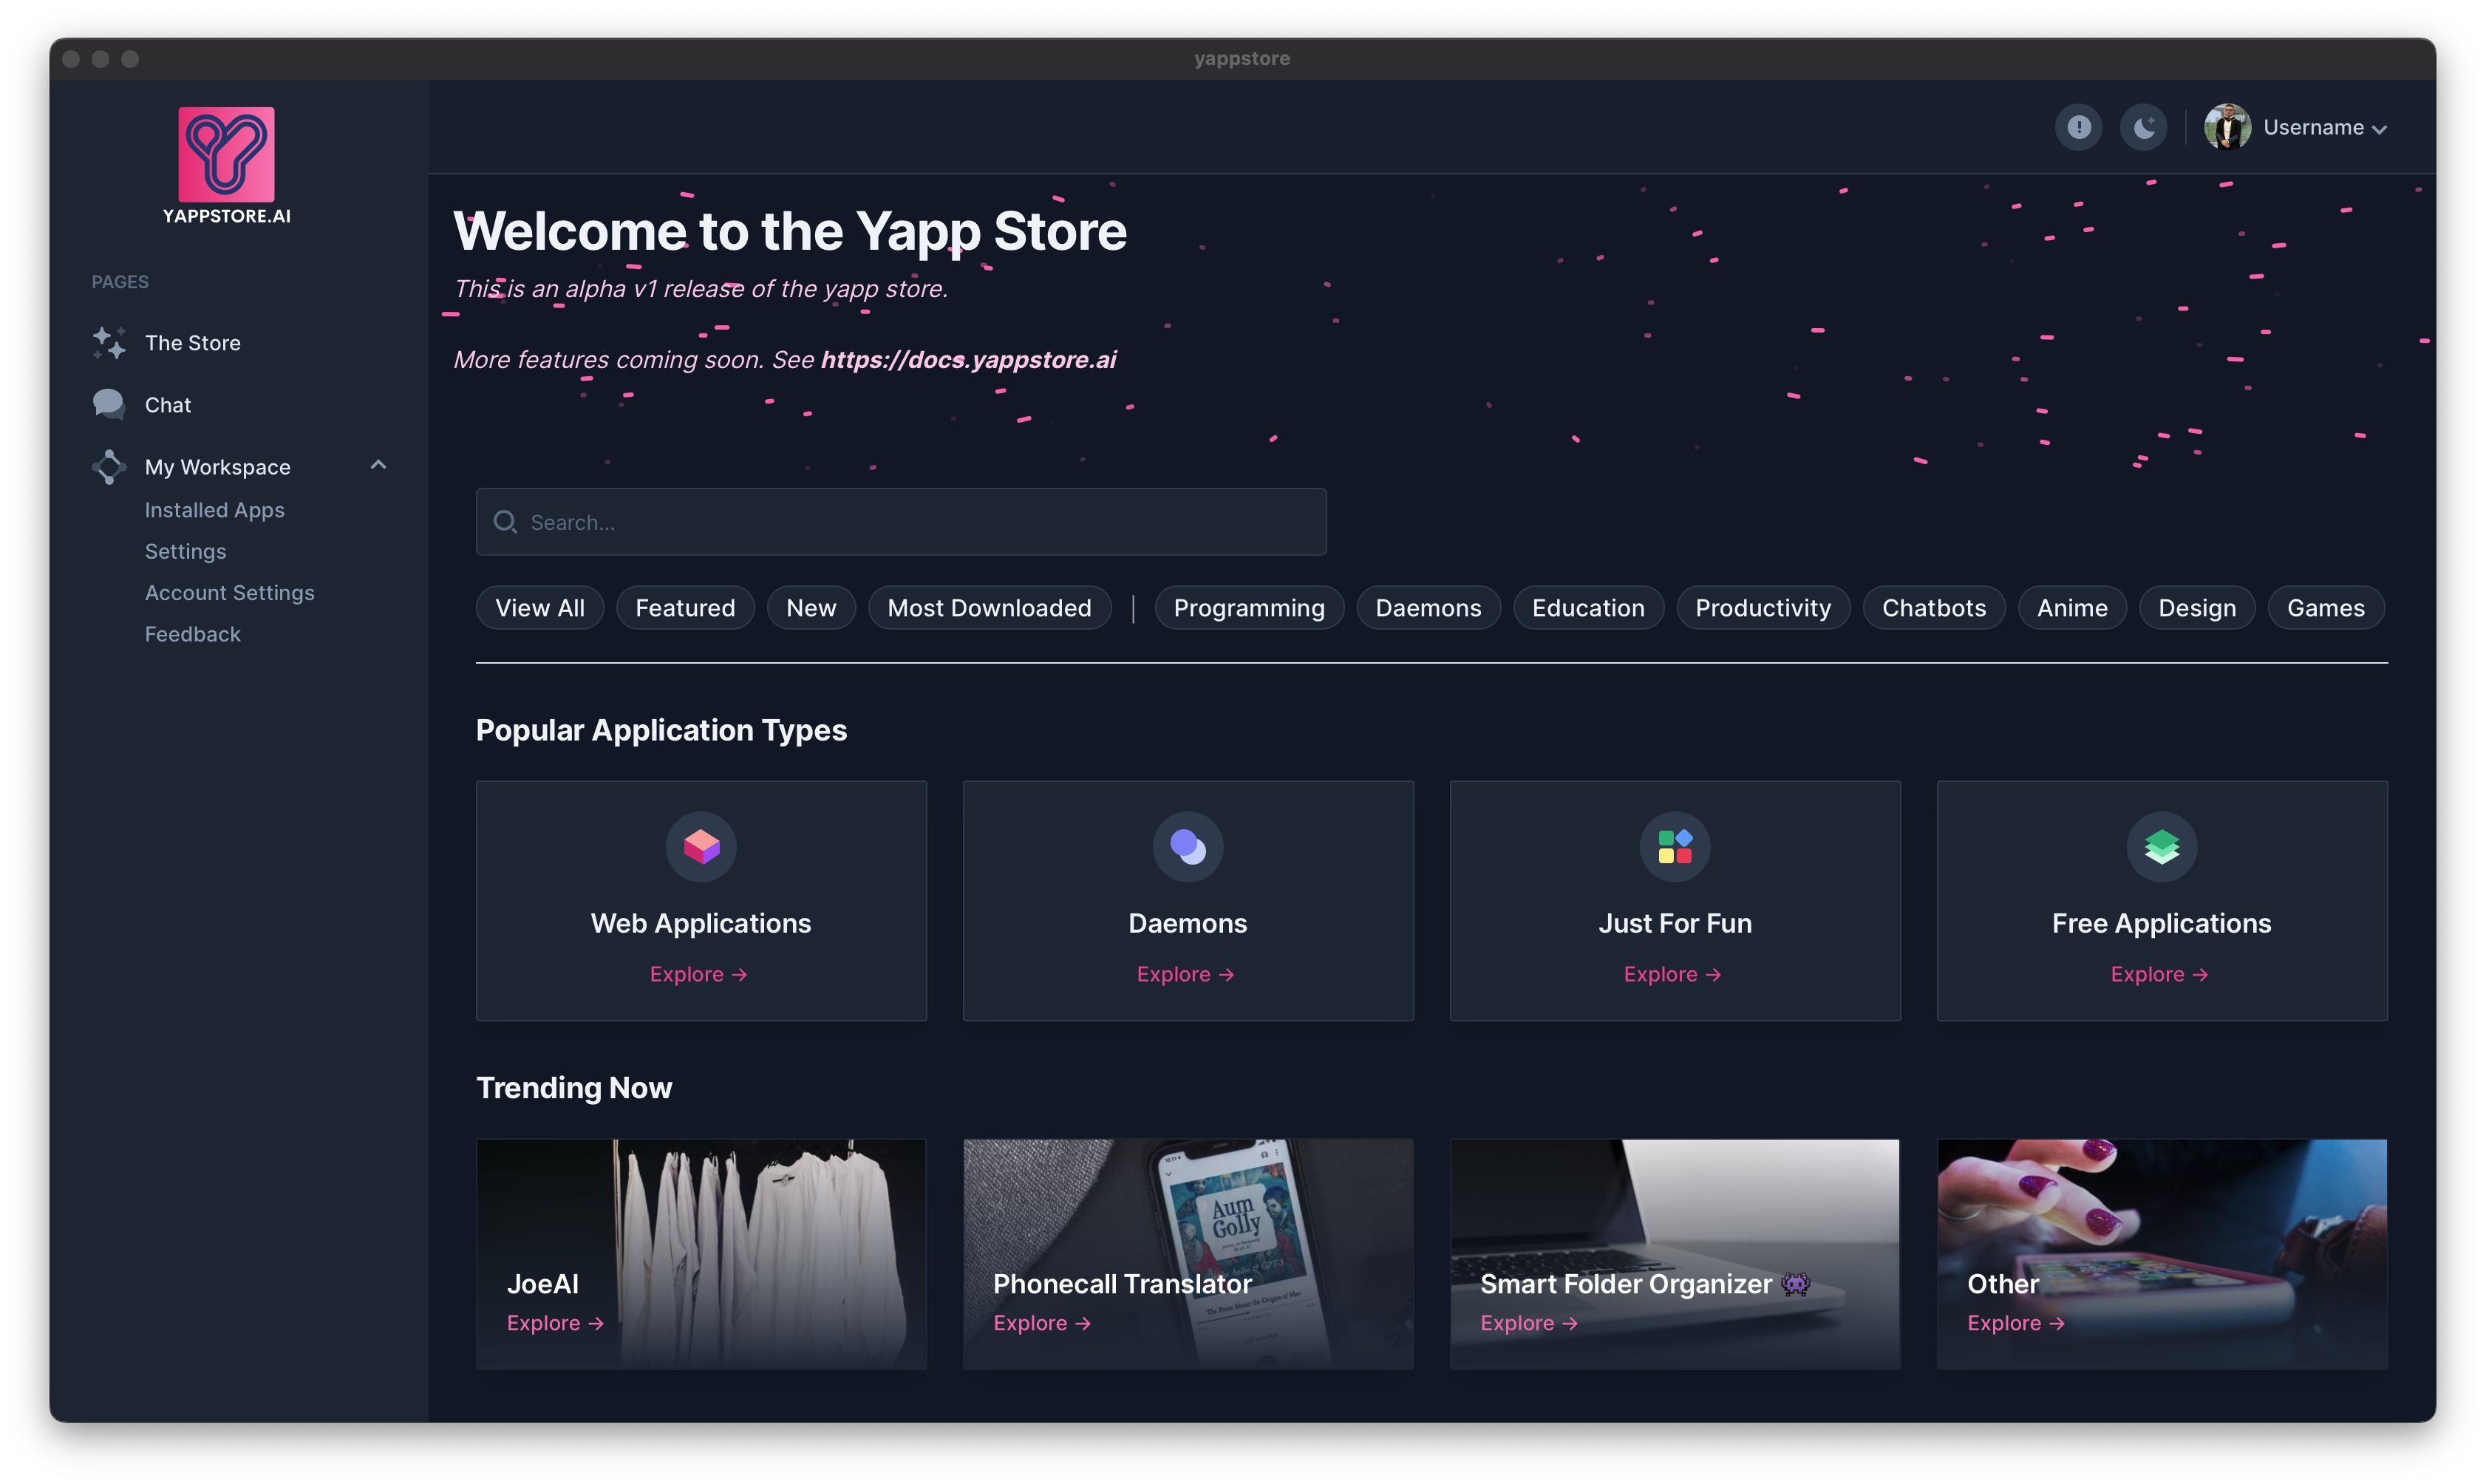 yappstore
YAPPSTORE.AI
PAGES
The Store
Chat
My Workspace
Installed Apps
Settings
Account Settings
Feedback
Username
Welcome to the Yapp Store
This is an alpha v1 release of the yapp store.
More features coming soon. See https://docs.yappstore.ai
Search...
View All Featured New Most Downloaded | Programming Daemons Education Productivity Chatbots Anime Design Games
Popular Application Types
Web Applications
Explore →
Daemons
Explore →
Just For Fun
Explore →
Free Applications
Explore →
Trending Now
JoeAI
Explore →
Aum
Golly
Phonecall Translator
Explore →
Smart Folder Organizer 👾
Explore →
Other
Explore →